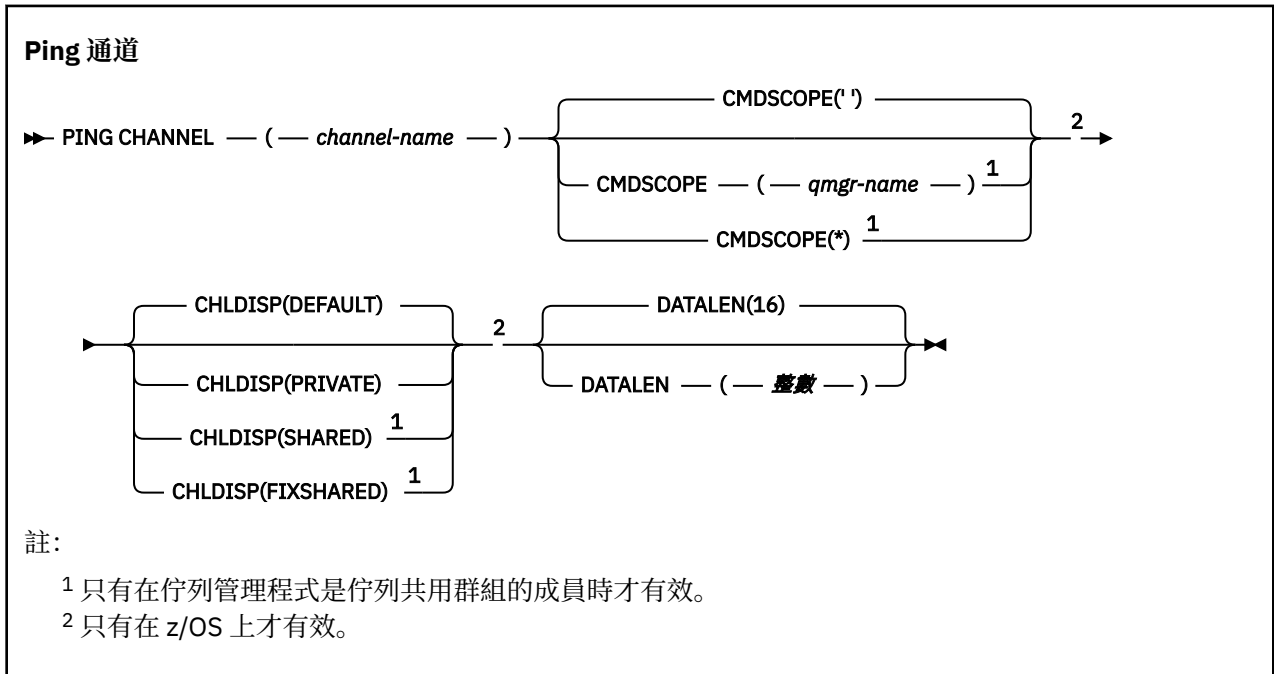 Ping 通道
CMDSCOPE(' ')
PING CHANNEL ( channel-name ) 2
CMDSCOPE ( qmgr-name ) 1
CMDSCOPE(*) 1
CHLDISP(DEFAULT) DATALEN(16)
2
CHLDISP(PRIVATE) DATALEN ( 整數 )
CHLDISP(SHARED) 1
CHLDISP(FIXSHARED) 1
註:
1 只有在佇列管理程式是佇列共用群組的成員時才有效。
2 只有在 z/OS 上才有效。